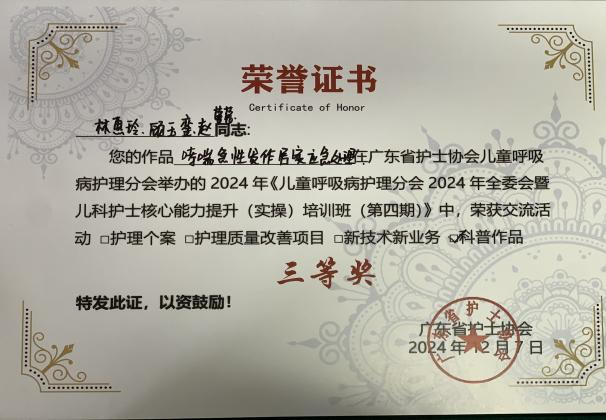 荣誉证书
Certificate of Honor
林惠玲、顾玉莹、赵 同志：
您的作品 哮喘急性发作居家应急处理 在广东省护士协会儿童呼吸
病护理分会举办的 2024 年《儿童呼吸病护理分会 2024 年全委会暨
儿科护士核心能力提升（实操）培训班（第四期）》中，荣获交流活
动 □护理个案 □护理质量改善项目 □新技术新业务 ☑科普作品
三等奖
特发此证，以资鼓励！
广东省护士协会
2024 年 12 月 7 日
广东省护士协会